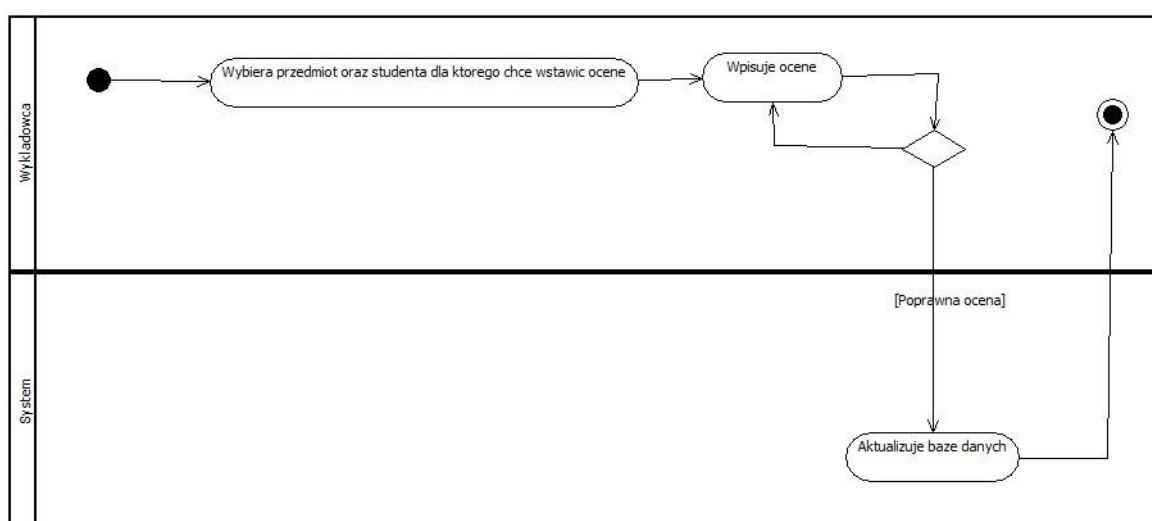 Wykladowca
Wybiera przedmiot oraz studenta dla ktorego chce wstawic ocene
Wpisuje ocene
System
[Poprawna ocena]
Aktualizuje baze danych